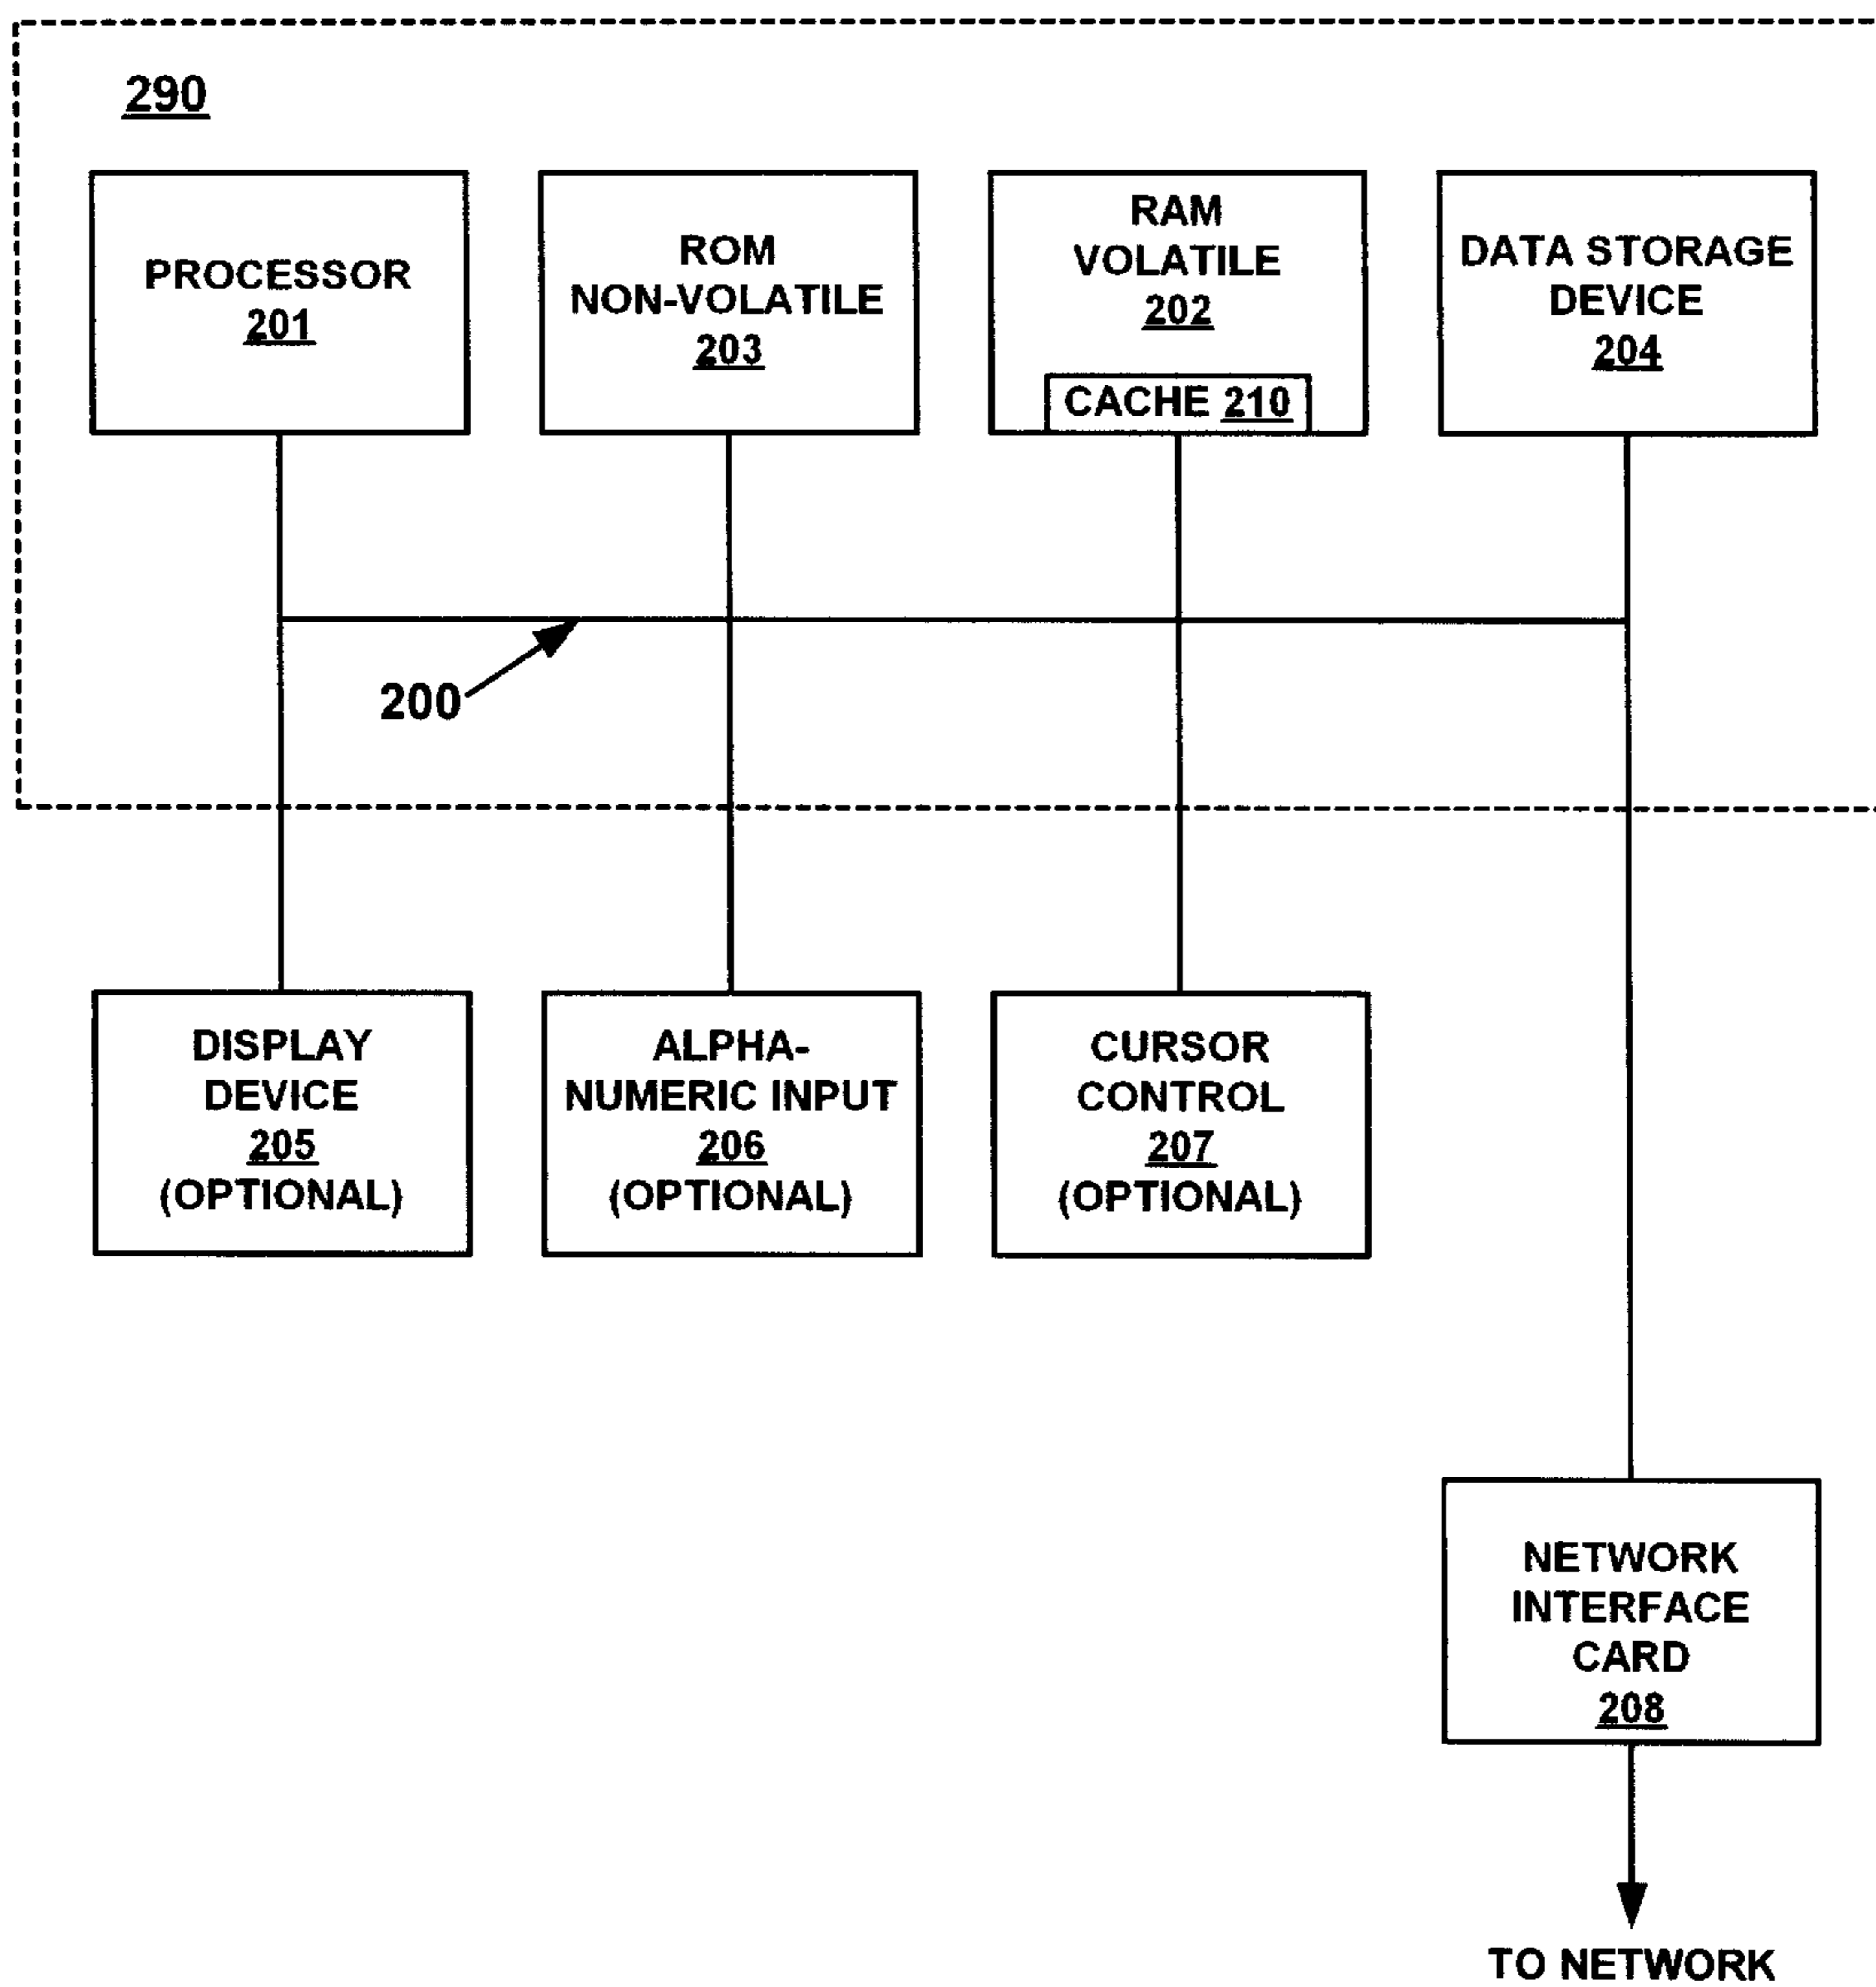 290
PROCESSOR
201
ROM
NON-VOLATILE
203
RAM
VOLATILE
202
CACHE 210
DATA STORAGE
DEVICE
204
200
DISPLAY
DEVICE
205
(OPTIONAL)
ALPHA-
NUMERIC INPUT
206
(OPTIONAL)
CURSOR
CONTROL
207
(OPTIONAL)
NETWORK
INTERFACE
CARD
208
TO NETWORK